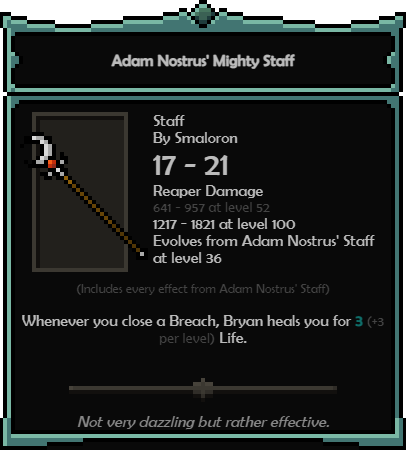 Adam Nostrus' Mighty Staff
Staff
By Smaloron
17 - 21
Reaper Damage
641 - 957 at level 52
1217 - 1821 at level 100
Evolves from Adam Nostrus' Staff
at level 36
(Includes every effect from Adam Nostrus' Staff)
Whenever you close a Breach, Bryan heals you for 3 (+3
per level) Life.
Not very dazzling but rather effective.